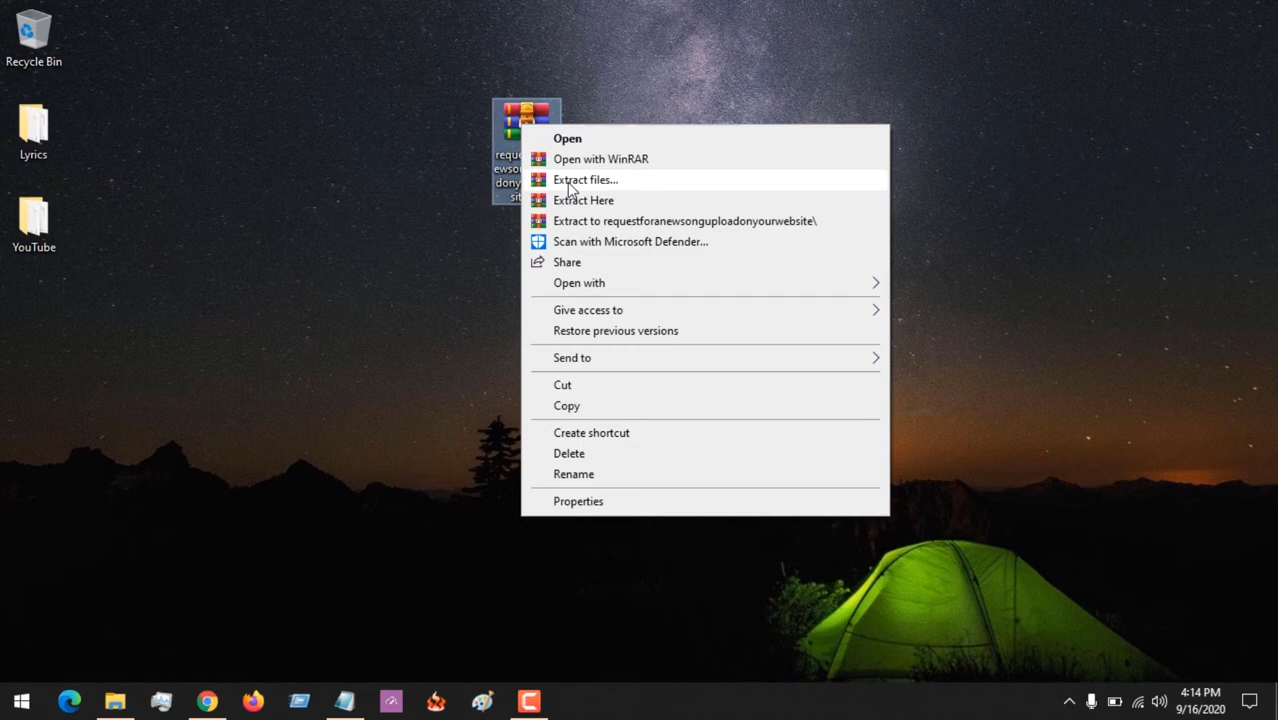 Recycle Bin
Lyrics
YouTube
Open
Open with WinRAR
Extract files...
Extract Here
Extract to requestforanewsonguploadonyourwebsite\
Scan with Microsoft Defender...
Share
Open with
Give access to
Restore previous versions
Send to
Cut
Copy
Create shortcut
Delete
Rename
Properties
4:14 PM
9/16/2020